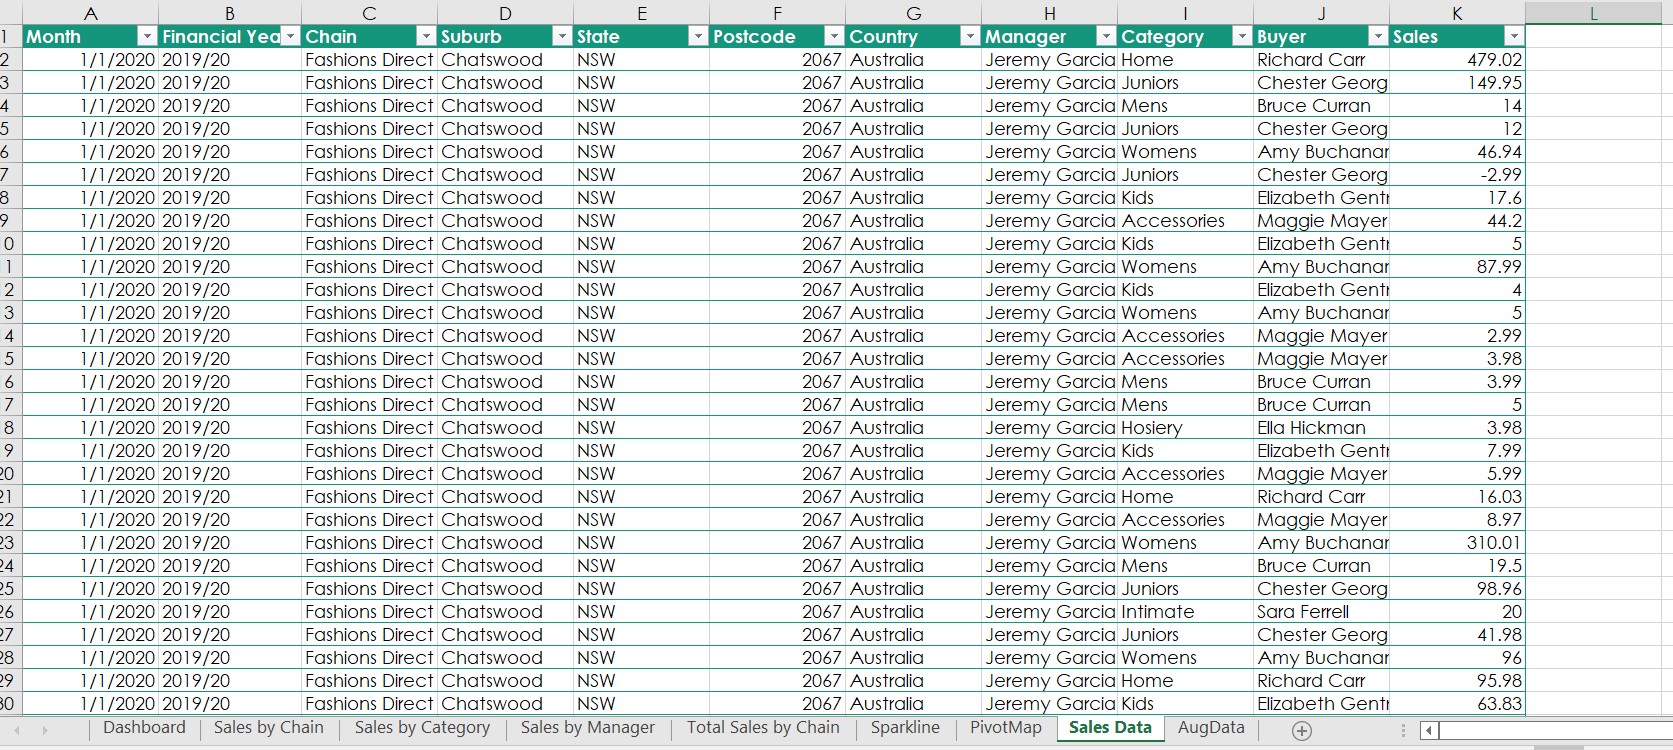 A B C D E F G H I J K L
1 Month Financial Yea Chain Suburb State Postcode Country Manager Category Buyer Sales
2 1/1/2020 2019/20 Fashions Direct Chatswood NSW 2067 Australia Jeremy Garcia Home Richard Carr 479.02
3 1/1/2020 2019/20 Fashions Direct Chatswood NSW 2067 Australia Jeremy Garcia Juniors Chester Georg 149.95
4 1/1/2020 2019/20 Fashions Direct Chatswood NSW 2067 Australia Jeremy Garcia Mens Bruce Curran 14
5 1/1/2020 2019/20 Fashions Direct Chatswood NSW 2067 Australia Jeremy Garcia Juniors Chester Georg 12
6 1/1/2020 2019/20 Fashions Direct Chatswood NSW 2067 Australia Jeremy Garcia Womens Amy Buchanan 46.94
7 1/1/2020 2019/20 Fashions Direct Chatswood NSW 2067 Australia Jeremy Garcia Juniors Chester Georg -2.99
8 1/1/2020 2019/20 Fashions Direct Chatswood NSW 2067 Australia Jeremy Garcia Kids Elizabeth Gentr 17.6
9 1/1/2020 2019/20 Fashions Direct Chatswood NSW 2067 Australia Jeremy Garcia Accessories Maggie Mayer 44.2
0 1/1/2020 2019/20 Fashions Direct Chatswood NSW 2067 Australia Jeremy Garcia Kids Elizabeth Gentr 5
1 1/1/2020 2019/20 Fashions Direct Chatswood NSW 2067 Australia Jeremy Garcia Womens Amy Buchanan 87.99
2 1/1/2020 2019/20 Fashions Direct Chatswood NSW 2067 Australia Jeremy Garcia Kids Elizabeth Gentr 4
3 1/1/2020 2019/20 Fashions Direct Chatswood NSW 2067 Australia Jeremy Garcia Womens Amy Buchanan 5
4 1/1/2020 2019/20 Fashions Direct Chatswood NSW 2067 Australia Jeremy Garcia Accessories Maggie Mayer 2.99
5 1/1/2020 2019/20 Fashions Direct Chatswood NSW 2067 Australia Jeremy Garcia Accessories Maggie Mayer 3.98
6 1/1/2020 2019/20 Fashions Direct Chatswood NSW 2067 Australia Jeremy Garcia Mens Bruce Curran 3.99
7 1/1/2020 2019/20 Fashions Direct Chatswood NSW 2067 Australia Jeremy Garcia Mens Bruce Curran 5
8 1/1/2020 2019/20 Fashions Direct Chatswood NSW 2067 Australia Jeremy Garcia Hosiery Ella Hickman 3.98
9 1/1/2020 2019/20 Fashions Direct Chatswood NSW 2067 Australia Jeremy Garcia Kids Elizabeth Gentr 7.99
20 1/1/2020 2019/20 Fashions Direct Chatswood NSW 2067 Australia Jeremy Garcia Accessories Maggie Mayer 5.99
21 1/1/2020 2019/20 Fashions Direct Chatswood NSW 2067 Australia Jeremy Garcia Home Richard Carr 16.03
22 1/1/2020 2019/20 Fashions Direct Chatswood NSW 2067 Australia Jeremy Garcia Accessories Maggie Mayer 8.97
23 1/1/2020 2019/20 Fashions Direct Chatswood NSW 2067 Australia Jeremy Garcia Womens Amy Buchanan 310.01
24 1/1/2020 2019/20 Fashions Direct Chatswood NSW 2067 Australia Jeremy Garcia Mens Bruce Curran 19.5
25 1/1/2020 2019/20 Fashions Direct Chatswood NSW 2067 Australia Jeremy Garcia Juniors Chester Georg 98.96
26 1/1/2020 2019/20 Fashions Direct Chatswood NSW 2067 Australia Jeremy Garcia Intimate Sara Ferrell 20
27 1/1/2020 2019/20 Fashions Direct Chatswood NSW 2067 Australia Jeremy Garcia Juniors Chester Georg 41.98
28 1/1/2020 2019/20 Fashions Direct Chatswood NSW 2067 Australia Jeremy Garcia Womens Amy Buchanan 96
29 1/1/2020 2019/20 Fashions Direct Chatswood NSW 2067 Australia Jeremy Garcia Home Richard Carr 95.98
30 1/1/2020 2019/20 Fashions Direct Chatswood NSW 2067 Australia Jeremy Garcia Kids Elizabeth Gentr 63.83
Dashboard Sales by Chain Sales by Category Sales by Manager Total Sales by Chain Sparkline PivotMap Sales Data AugData